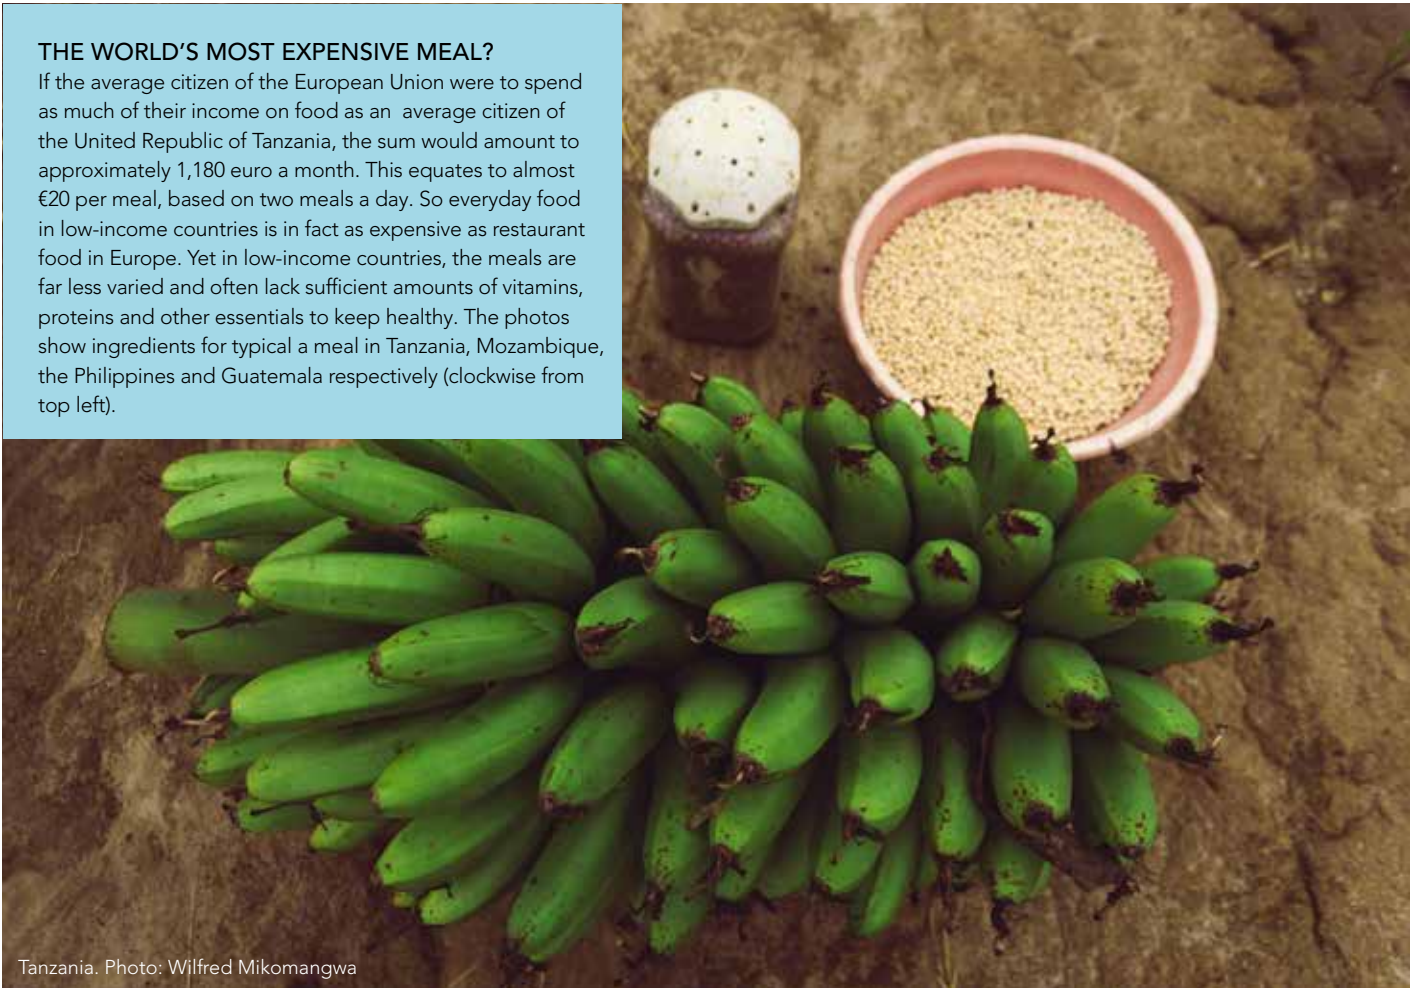 THE WORLD’S MOST EXPENSIVE MEAL?
If the average citizen of the European Union were to spend
as much of their income on food as an  average citizen of
the United Republic of Tanzania, the sum would amount to
approximately 1,180 euro a month. This equates to almost
€20 per meal, based on two meals a day. So everyday food
in low-income countries is in fact as expensive as restaurant
food in Europe. Yet in low-income countries, the meals are
far less varied and often lack sufficient amounts of vitamins,
proteins and other essentials to keep healthy. The photos
show ingredients for typical a meal in Tanzania, Mozambique,
the Philippines and Guatemala respectively (clockwise from
top left).
Tanzania. Photo: Wilfred Mikomangwa